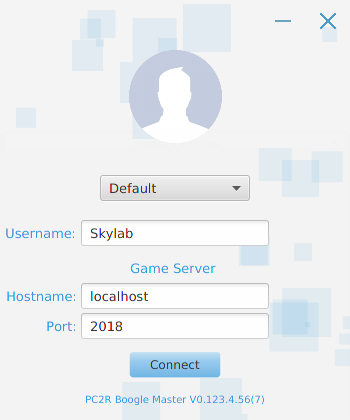 Default
Username: Skylab
Game Server
Hostname: localhost
Port: 2018
Connect
PC2R Boogle Master V0.123.4.56(7)